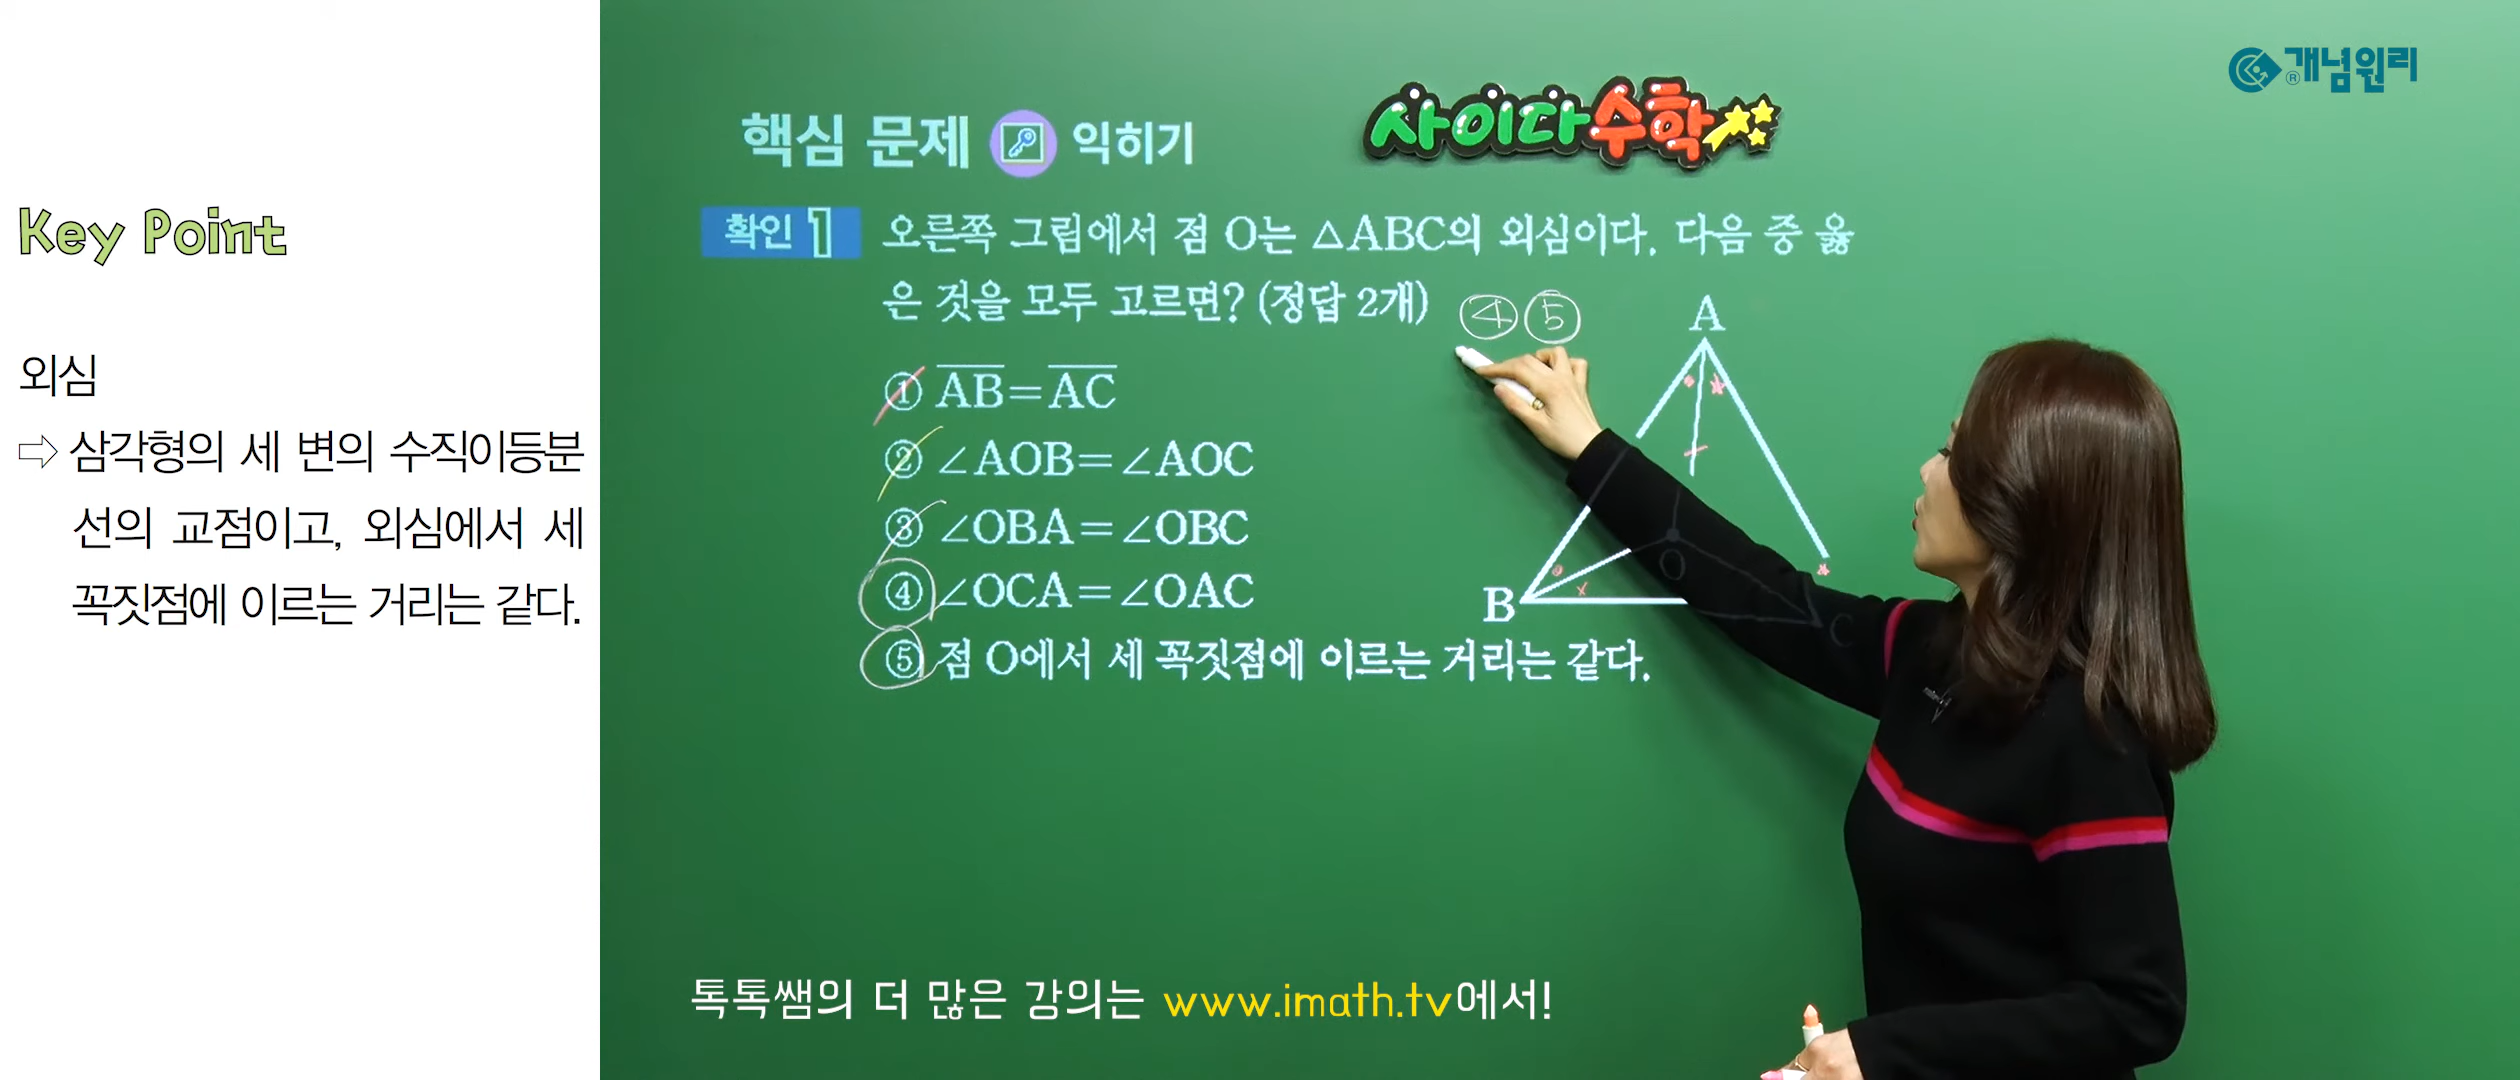 Key Point
외심
⇨ 삼각형의 세 변의 수직이등분
선의 교점이고, 외심에서 세
꼭짓점에 이르는 거리는 같다.
개념원리
사이다수학
핵심 문제 익히기
확인 1 오른쪽 그림에서 점 O는 △ABC의 외심이다. 다음 중 옳
은 것을 모두 고르면? (정답 2개) ④ ⑤
① AB=AC
② ∠AOB=∠AOC
③ ∠OBA=∠OBC
④ ∠OCA=∠OAC
⑤ 점 O에서 세 꼭짓점에 이르는 거리는 같다.
A
O
B
C
톡톡쌤의 더 많은 강의는 www.imath.tv에서!